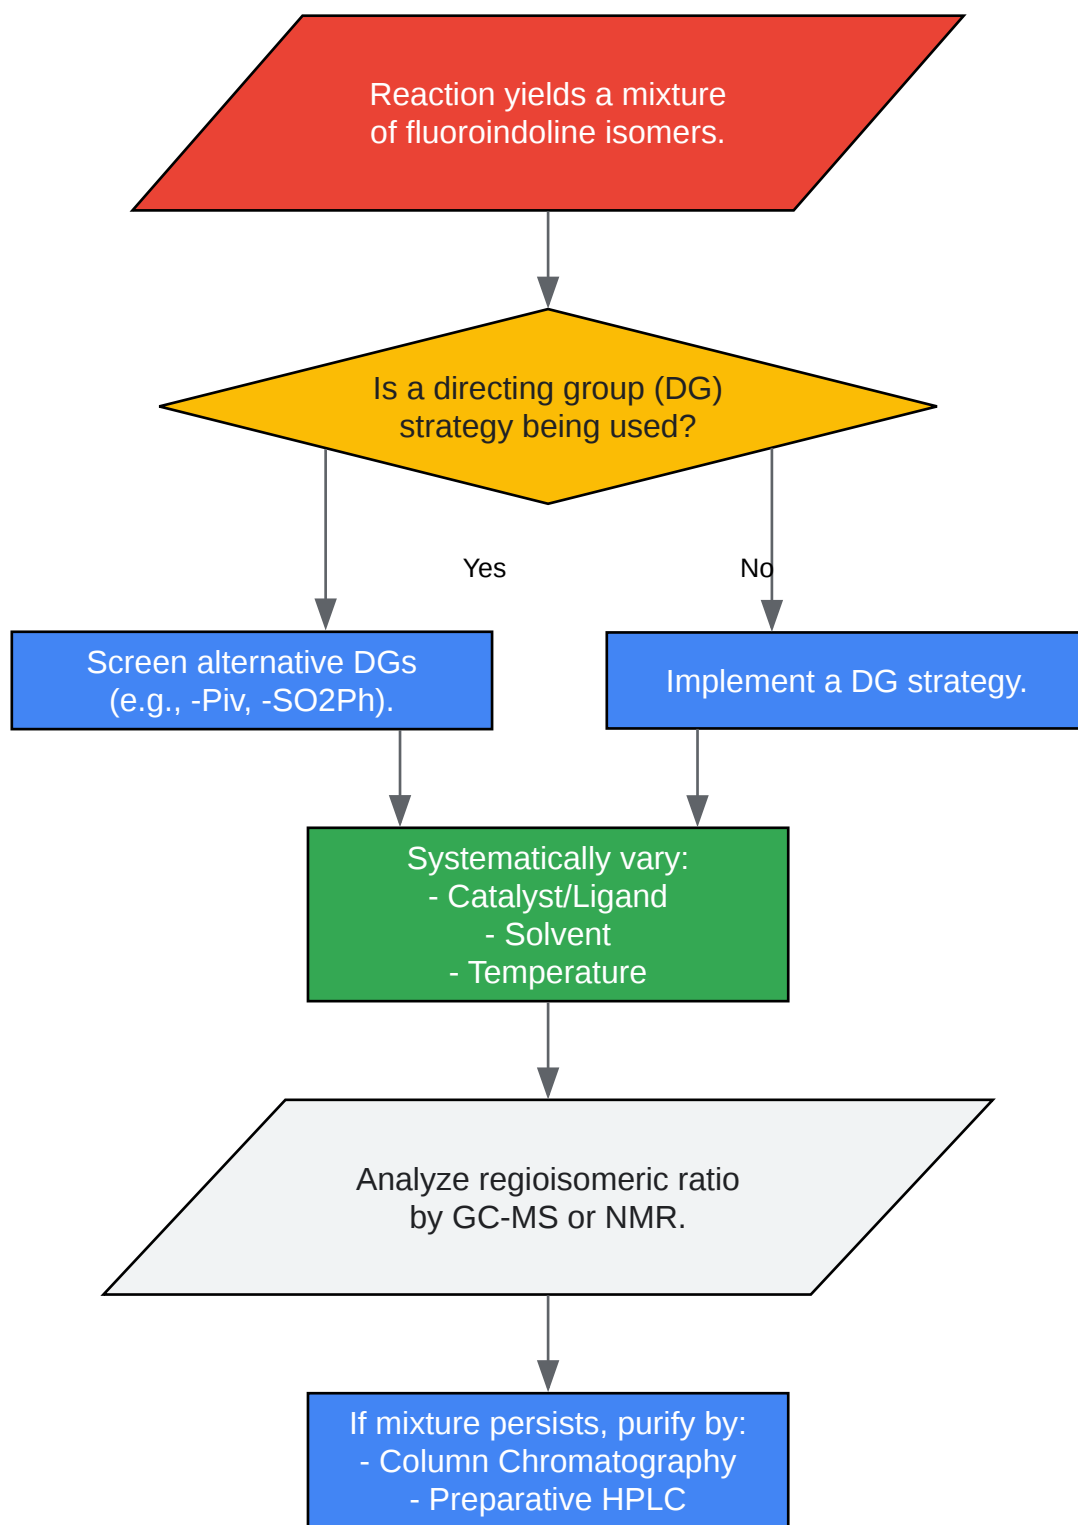 Reaction yields a mixture
of fluoroindoline isomers.
Is a directing group (DG)
strategy being used?
Yes
No
Screen alternative DGs
(e.g., -Piv, -SO2Ph).
Implement a DG strategy.
Systematically vary:
- Catalyst/Ligand
- Solvent
- Temperature
Analyze regioisomeric ratio
by GC-MS or NMR.
If mixture persists, purify by:
- Column Chromatography
- Preparative HPLC